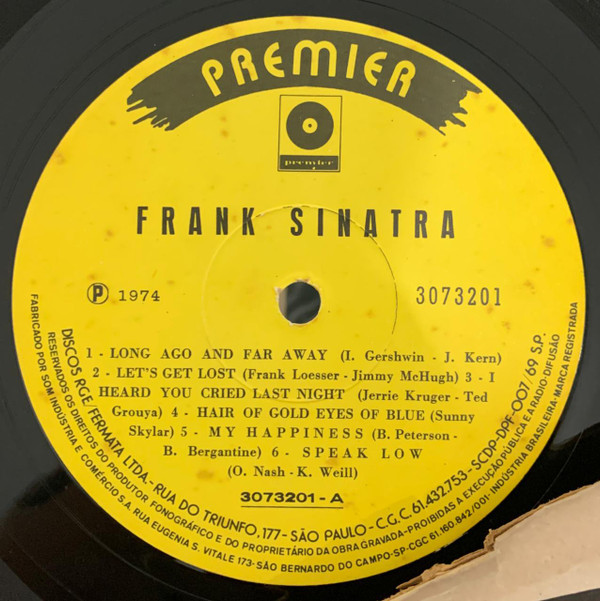 PREMIER
premier
FRANK SINATRA
Ⓟ 1974
3073201
1 - LONG AGO AND FAR AWAY (I. Gershwin - J. Kern)
2 - LET'S GET LOST (Frank Loesser - Jimmy McHugh) 3 - I
HEARD YOU CRIED LAST NIGHT (Jerrie Kruger - Ted
Grouya) 4 - HAIR OF GOLD EYES OF BLUE (Sunny
Skylar) 5 - MY HAPPINESS (B. Peterson -
B. Bergantine) 6 - SPEAK LOW
(O. Nash - K. Weill)
3073201 - A
DISCOS RGE/FERMATA LTDA. - RUA DO TRIUNFO, 177 - SÃO PAULO - C.G.C. 61.432.753 - SCDP-DPF-007/69 S.P.
RESERVADOS OS DIREITOS DO PRODUTOR FONOGRÁFICO E DO PROPRIETÁRIO DA OBRA GRAVADA-PROIBIDAS A EXECUÇÃO PÚBLICA E A RADIO-DIFUSÃO
FABRICADO POR SOM INDÚSTRIA E COMÉRCIO S.A. RUA EUGENIA S. VITALE 173-SÃO BERNARDO DO CAMPO-SP-CGC 61.160.842/001-INDÚSTRIA BRASILEIRA-MARCA REGISTRADA